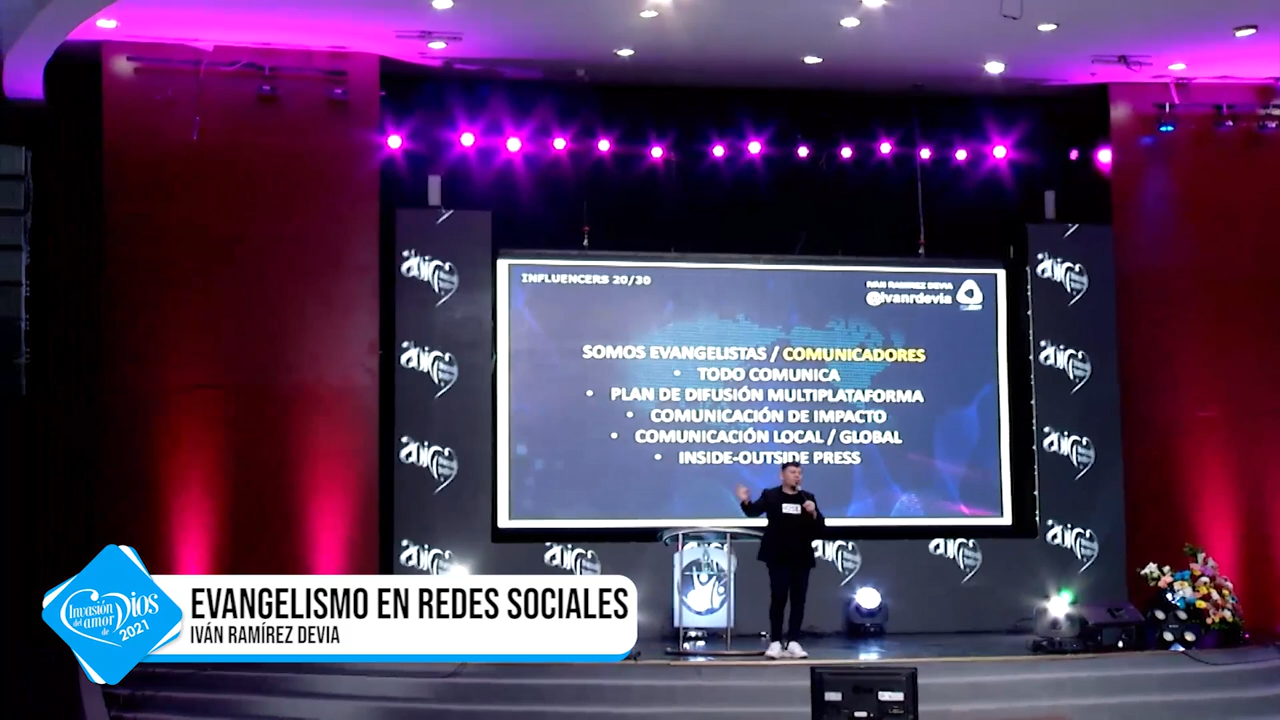 INFLUENCERS 20/30
IVAN RAMIREZ DEVIA
@ivanrdevia
SOMOS EVANGELISTAS / COMUNICADORES
• TODO COMUNICA
• PLAN DE DIFUSIÓN MULTIPLATAFORMA
• COMUNICACIÓN DE IMPACTO
• COMUNICACIÓN LOCAL / GLOBAL
• INSIDE-OUTSIDE PRESS
Invasión
del amor
de Dios
2021
EVANGELISMO EN REDES SOCIALES
IVÁN RAMÍREZ DEVIA